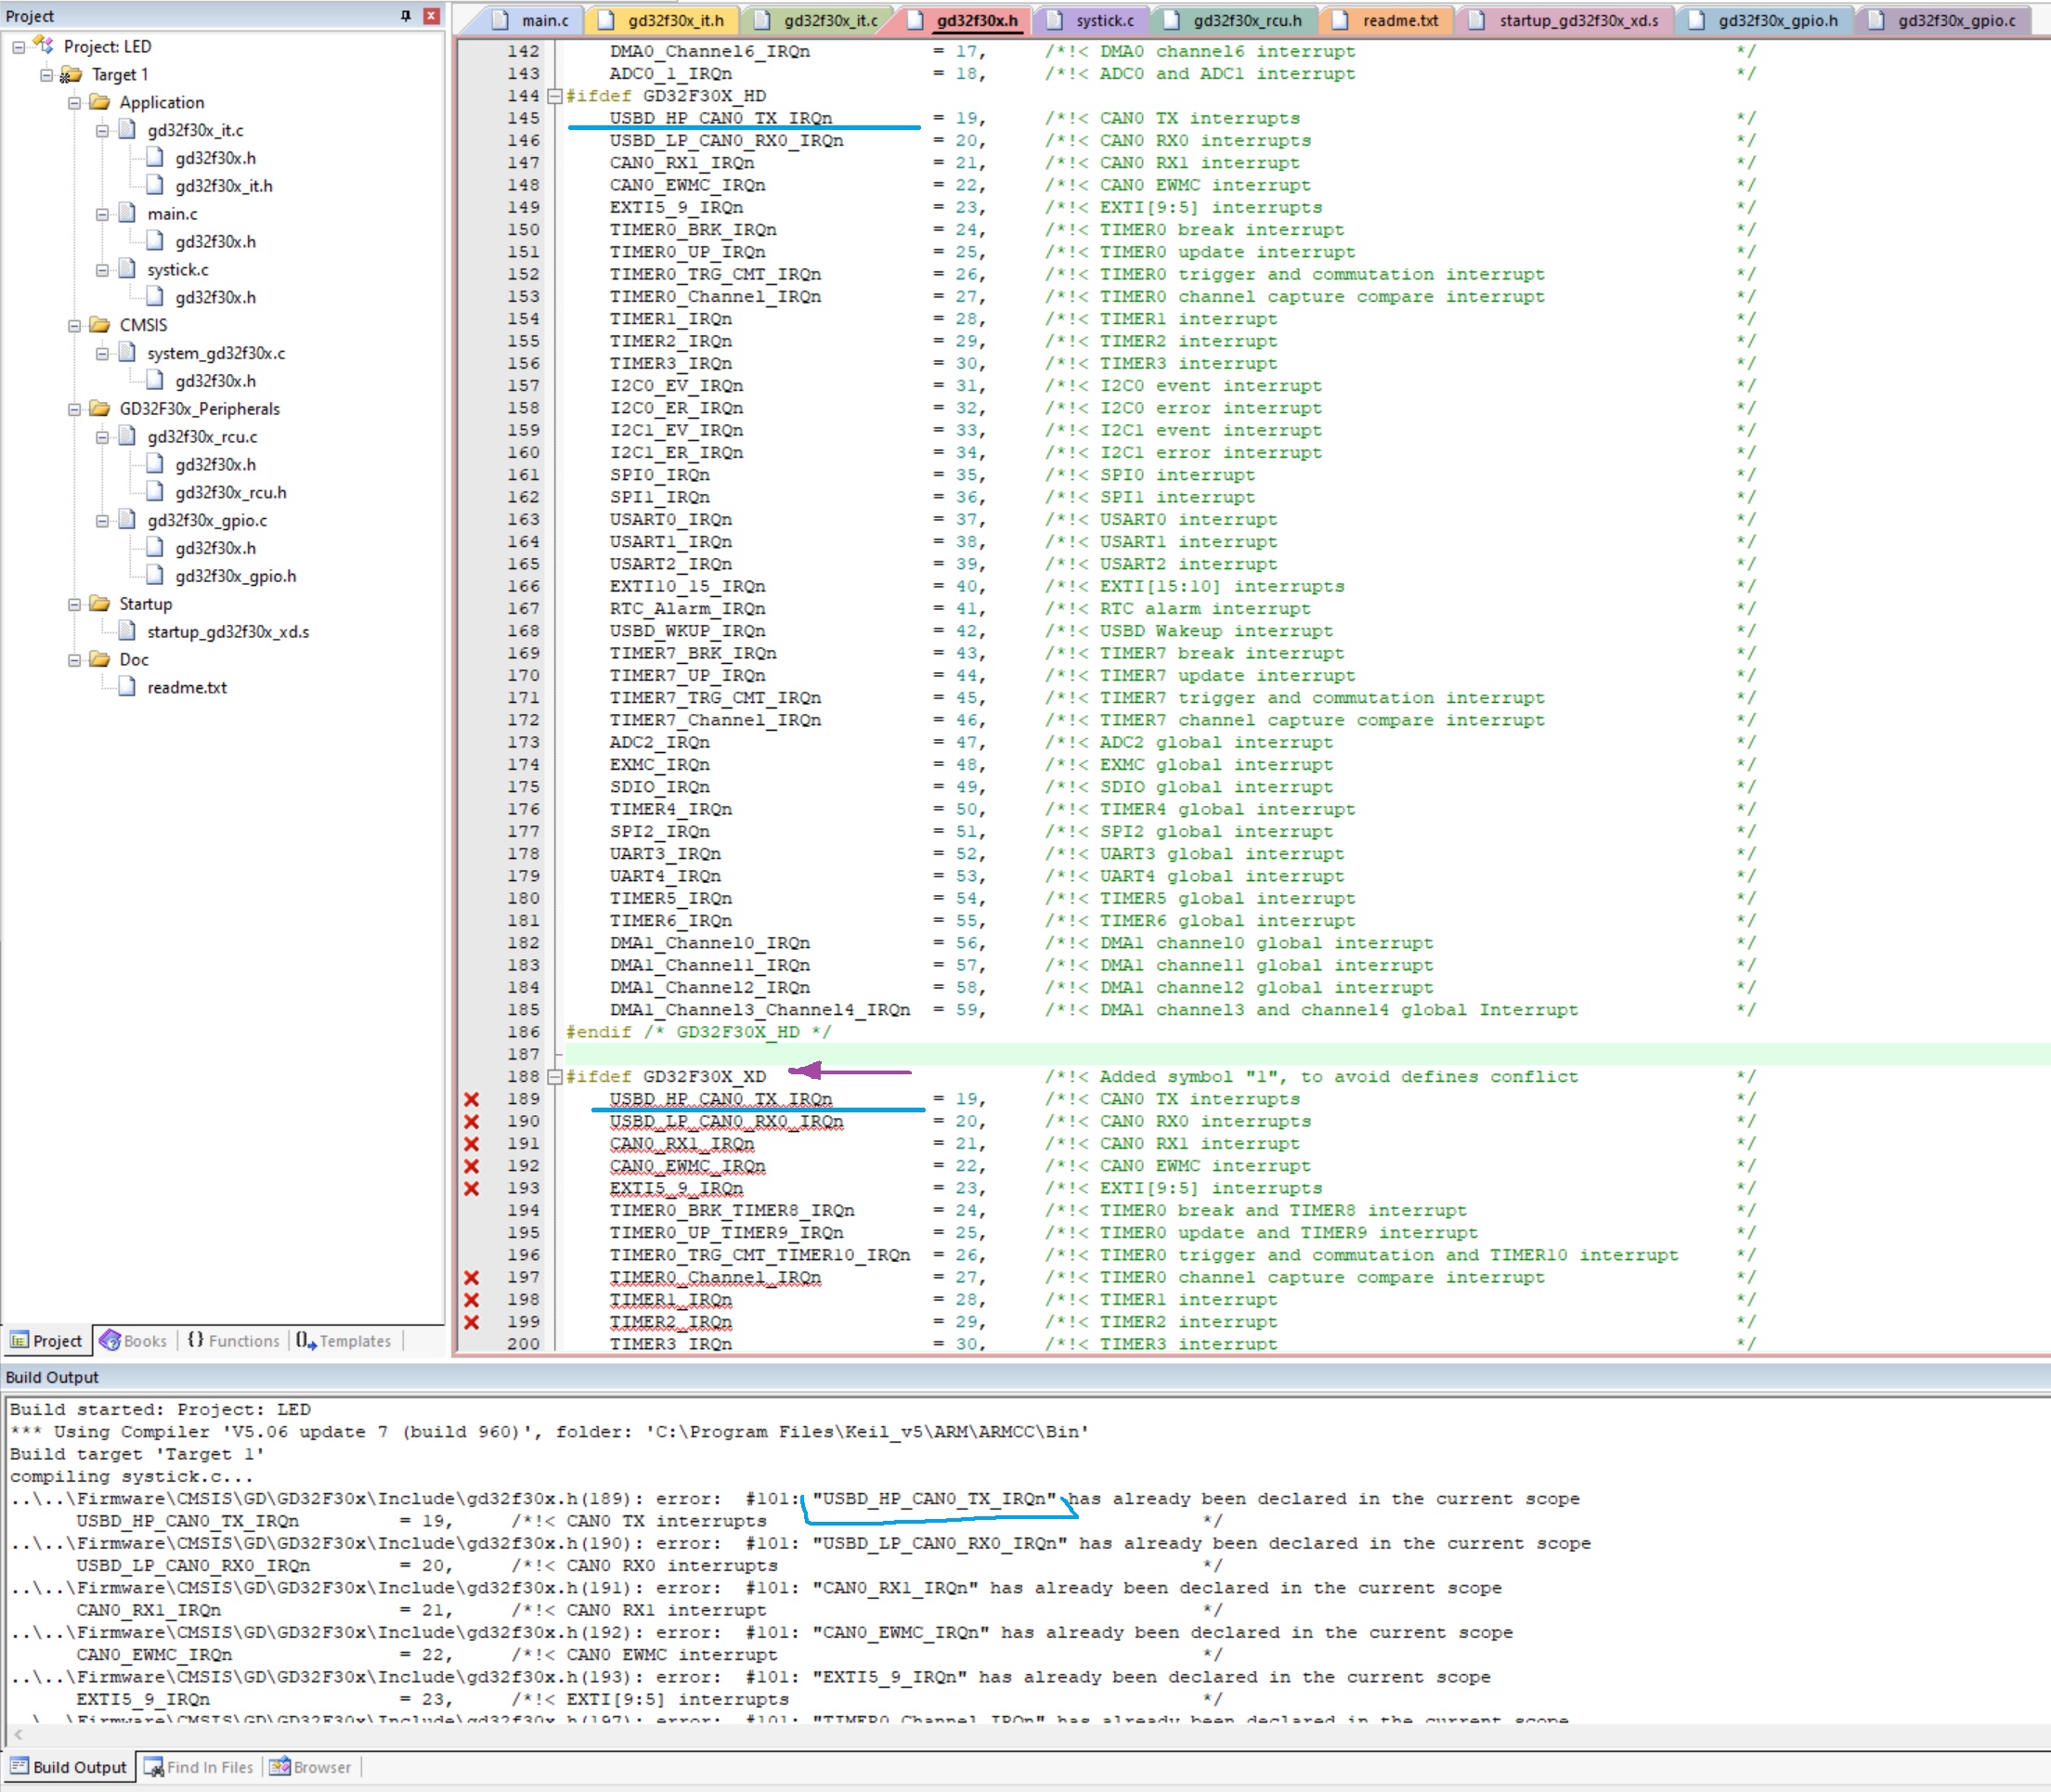 Project
Project: LED
Target 1
Application
gd32f30x_it.c
gd32f30x.h
gd32f30x_it.h
main.c
gd32f30x.h
systick.c
gd32f30x.h
CMSIS
system_gd32f30x.c
gd32f30x.h
GD32F30x_Peripherals
gd32f30x_rcu.c
gd32f30x.h
gd32f30x_rcu.h
gd32f30x_gpio.c
gd32f30x.h
gd32f30x_gpio.h
Startup
startup_gd32f30x_xd.s
Doc
readme.txt
Project Books {} Functions Templates
main.c gd32f30x_it.h gd32f30x_it.c gd32f30x.h systick.c gd32f30x_rcu.h readme.txt startup_gd32f30x_xd.s gd32f30x_gpio.h gd32f30x_gpio.c
142 DMA0_Channel6_IRQn = 17, /*!< DMA0 channel6 interrupt */
143 ADC0_1_IRQn = 18, /*!< ADC0 and ADC1 interrupt */
144 #ifdef GD32F30X_HD
145 USBD_HP_CAN0_TX_IRQn = 19, /*!< CAN0 TX interrupts */
146 USBD_LP_CAN0_RX0_IRQn = 20, /*!< CAN0 RX0 interrupts */
147 CAN0_RX1_IRQn = 21, /*!< CAN0 RX1 interrupt */
148 CAN0_EWMC_IRQn = 22, /*!< CAN0 EWMC interrupt */
149 EXTI5_9_IRQn = 23, /*!< EXTI[9:5] interrupts */
150 TIMER0_BRK_IRQn = 24, /*!< TIMER0 break interrupt */
151 TIMER0_UP_IRQn = 25, /*!< TIMER0 update interrupt */
152 TIMER0_TRG_CMT_IRQn = 26, /*!< TIMER0 trigger and commutation interrupt */
153 TIMER0_Channel_IRQn = 27, /*!< TIMER0 channel capture compare interrupt */
154 TIMER1_IRQn = 28, /*!< TIMER1 interrupt */
155 TIMER2_IRQn = 29, /*!< TIMER2 interrupt */
156 TIMER3_IRQn = 30, /*!< TIMER3 interrupt */
157 I2C0_EV_IRQn = 31, /*!< I2C0 event interrupt */
158 I2C0_ER_IRQn = 32, /*!< I2C0 error interrupt */
159 I2C1_EV_IRQn = 33, /*!< I2C1 event interrupt */
160 I2C1_ER_IRQn = 34, /*!< I2C1 error interrupt */
161 SPI0_IRQn = 35, /*!< SPI0 interrupt */
162 SPI1_IRQn = 36, /*!< SPI1 interrupt */
163 USART0_IRQn = 37, /*!< USART0 interrupt */
164 USART1_IRQn = 38, /*!< USART1 interrupt */
165 USART2_IRQn = 39, /*!< USART2 interrupt */
166 EXTI10_15_IRQn = 40, /*!< EXTI[15:10] interrupts */
167 RTC_Alarm_IRQn = 41, /*!< RTC alarm interrupt */
168 USBD_WKUP_IRQn = 42, /*!< USBD Wakeup interrupt */
169 TIMER7_BRK_IRQn = 43, /*!< TIMER7 break interrupt */
170 TIMER7_UP_IRQn = 44, /*!< TIMER7 update interrupt */
171 TIMER7_TRG_CMT_IRQn = 45, /*!< TIMER7 trigger and commutation interrupt */
172 TIMER7_Channel_IRQn = 46, /*!< TIMER7 channel capture compare interrupt */
173 ADC2_IRQn = 47, /*!< ADC2 global interrupt */
174 EXMC_IRQn = 48, /*!< EXMC global interrupt */
175 SDIO_IRQn = 49, /*!< SDIO global interrupt */
176 TIMER4_IRQn = 50, /*!< TIMER4 global interrupt */
177 SPI2_IRQn = 51, /*!< SPI2 global interrupt */
178 UART3_IRQn = 52, /*!< UART3 global interrupt */
179 UART4_IRQn = 53, /*!< UART4 global interrupt */
180 TIMER5_IRQn = 54, /*!< TIMER5 global interrupt */
181 TIMER6_IRQn = 55, /*!< TIMER6 global interrupt */
182 DMA1_Channel0_IRQn = 56, /*!< DMA1 channel0 global interrupt */
183 DMA1_Channel1_IRQn = 57, /*!< DMA1 channel1 global interrupt */
184 DMA1_Channel2_IRQn = 58, /*!< DMA1 channel2 global interrupt */
185 DMA1_Channel3_Channel4_IRQn = 59, /*!< DMA1 channel3 and channel4 global Interrupt */
186 #endif /* GD32F30X_HD */
187
188 #ifdef GD32F30X_XD /*!< Added symbol "1", to avoid defines conflict */
189 USBD_HP_CAN0_TX_IRQn = 19, /*!< CAN0 TX interrupts */
190 USBD_LP_CAN0_RX0_IRQn = 20, /*!< CAN0 RX0 interrupts */
191 CAN0_RX1_IRQn = 21, /*!< CAN0 RX1 interrupt */
192 CAN0_EWMC_IRQn = 22, /*!< CAN0 EWMC interrupt */
193 EXTI5_9_IRQn = 23, /*!< EXTI[9:5] interrupts */
194 TIMER0_BRK_TIMER8_IRQn = 24, /*!< TIMER0 break and TIMER8 interrupt */
195 TIMER0_UP_TIMER9_IRQn = 25, /*!< TIMER0 update and TIMER9 interrupt */
196 TIMER0_TRG_CMT_TIMER10_IRQn = 26, /*!< TIMER0 trigger and commutation and TIMER10 interrupt */
197 TIMER0_Channel_IRQn = 27, /*!< TIMER0 channel capture compare interrupt */
198 TIMER1_IRQn = 28, /*!< TIMER1 interrupt */
199 TIMER2_IRQn = 29, /*!< TIMER2 interrupt */
200 TIMER3_IRQn = 30, /*!< TIMER3 interrupt */
Build Output
Build started: Project: LED
*** Using Compiler 'V5.06 update 7 (build 960)', folder: 'C:\Program Files\Keil_v5\ARM\ARMCC\Bin'
Build target 'Target 1'
compiling systick.c...
..\..\Firmware\CMSIS\GD\GD32F30x\Include\gd32f30x.h(189): error: #101: "USBD_HP_CAN0_TX_IRQn" has already been declared in the current scope
USBD_HP_CAN0_TX_IRQn = 19, /*!< CAN0 TX interrupts */
..\..\Firmware\CMSIS\GD\GD32F30x\Include\gd32f30x.h(190): error: #101: "USBD_LP_CAN0_RX0_IRQn" has already been declared in the current scope
USBD_LP_CAN0_RX0_IRQn = 20, /*!< CAN0 RX0 interrupts */
..\..\Firmware\CMSIS\GD\GD32F30x\Include\gd32f30x.h(191): error: #101: "CAN0_RX1_IRQn" has already been declared in the current scope
CAN0_RX1_IRQn = 21, /*!< CAN0 RX1 interrupt */
..\..\Firmware\CMSIS\GD\GD32F30x\Include\gd32f30x.h(192): error: #101: "CAN0_EWMC_IRQn" has already been declared in the current scope
CAN0_EWMC_IRQn = 22, /*!< CAN0 EWMC interrupt */
..\..\Firmware\CMSIS\GD\GD32F30x\Include\gd32f30x.h(193): error: #101: "EXTI5_9_IRQn" has already been declared in the current scope
EXTI5_9_IRQn = 23, /*!< EXTI[9:5] interrupts */
..\..\Firmware\CMSIS\GD\GD32F30x\Include\gd32f30x.h(197): error: #101: "TIMER0_Channel_IRQn" has already been declared in the current scope
Build Output Find In Files Browser